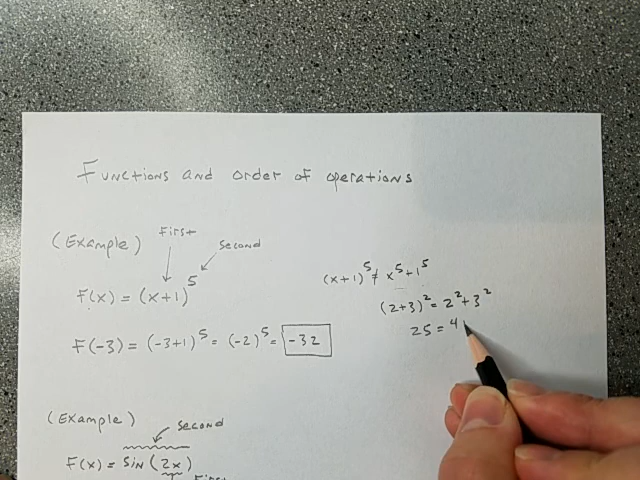 Functions and order of operations
(Example) First Second
F(x) = (x+1)^5
(x+1)^5 ≠ x^5+1^5
(2+3)^2 = 2^2+3^2
25 = 4
F(-3) = (-3+1)^5 = (-2)^5 = -32
(Example) Second
F(x) = sin(2x)
First